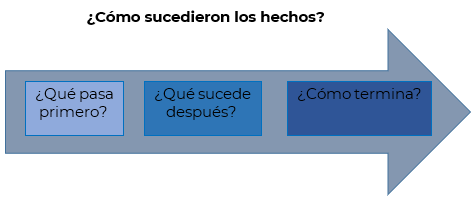 ¿Cómo sucedieron los hechos?
¿Qué pasa
primero?
¿Qué sucede
después?
¿Cómo termina?